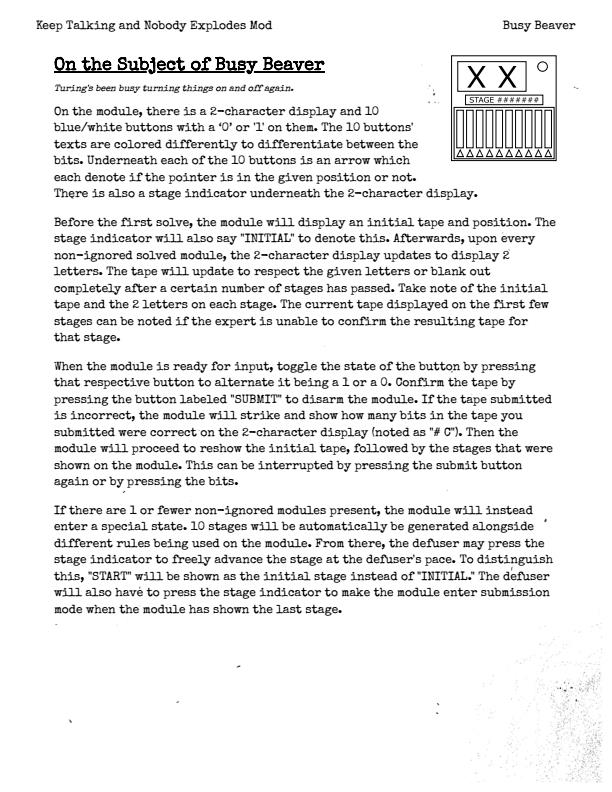 Keep Talking and Nobody Explodes Mod
Busy Beaver
On the Subject of Busy Beaver
Turing's been busy turning things on and off again.
X X
STAGE #######
On the module, there is a 2-character display and 10
blue/white buttons with a '0' or '1' on them. The 10 buttons'
texts are colored differently to differentiate between the
bits. Underneath each of the 10 buttons is an arrow which
each denote if the pointer is in the given position or not.
There is also a stage indicator underneath the 2-character display.
Before the first solve, the module will display an initial tape and position. The
stage indicator will also say "INITIAL" to denote this. Afterwards, upon every
non-ignored solved module, the 2-character display updates to display 2
letters. The tape will update to respect the given letters or blank out
completely after a certain number of stages has passed. Take note of the initial
tape and the 2 letters on each stage. The current tape displayed on the first few
stages can be noted if the expert is unable to confirm the resulting tape for
that stage.
When the module is ready for input, toggle the state of the button by pressing
that respective button to alternate it being a 1 or a 0. Confirm the tape by
pressing the button labeled "SUBMIT" to disarm the module. If the tape submitted
is incorrect, the module will strike and show how many bits in the tape you
submitted were correct on the 2-character display (noted as "# C"). Then the
module will proceed to reshow the initial tape, followed by the stages that were
shown on the module. This can be interrupted by pressing the submit button
again or by pressing the bits.
If there are 1 or fewer non-ignored modules present, the module will instead
enter a special state. 10 stages will be automatically be generated alongside
different rules being used on the module. From there, the defuser may press the
stage indicator to freely advance the stage at the defuser's pace. To distinguish
this, "START" will be shown as the initial stage instead of "INITIAL." The defuser
will also have to press the stage indicator to make the module enter submission
mode when the module has shown the last stage.